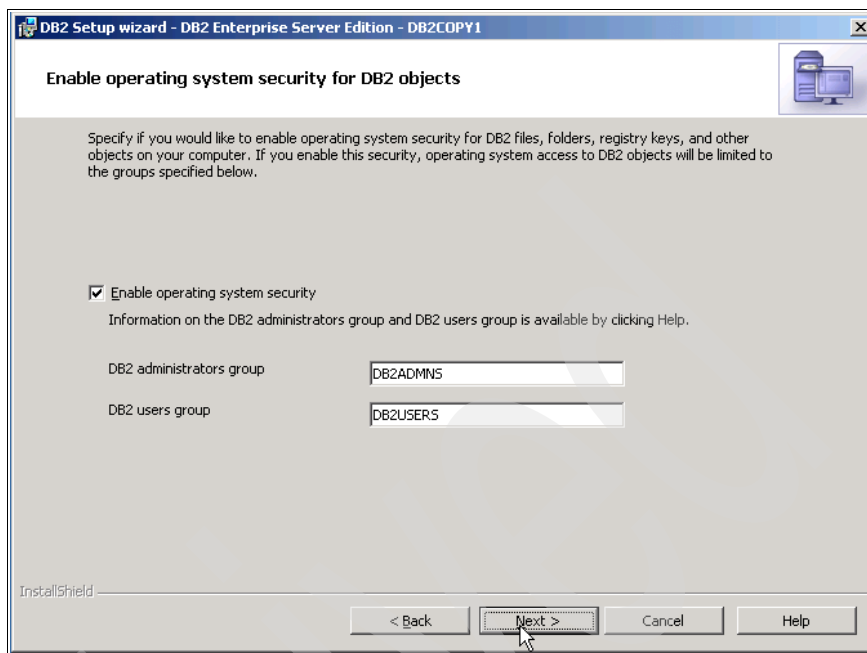 DB2 Setup wizard - DB2 Enterprise Server Edition - DB2COPY1
Enable operating system security for DB2 objects
Specify if you would like to enable operating system security for DB2 files, folders, registry keys, and other
objects on your computer. If you enable this security, operating system access to DB2 objects will be limited to
the groups specified below.
Enable operating system security
Information on the DB2 administrators group and DB2 users group is available by clicking Help.
DB2 administrators group
DB2ADMNS
DB2 users group
DB2USERS
InstallShield
< Back
Next >
Cancel
Help